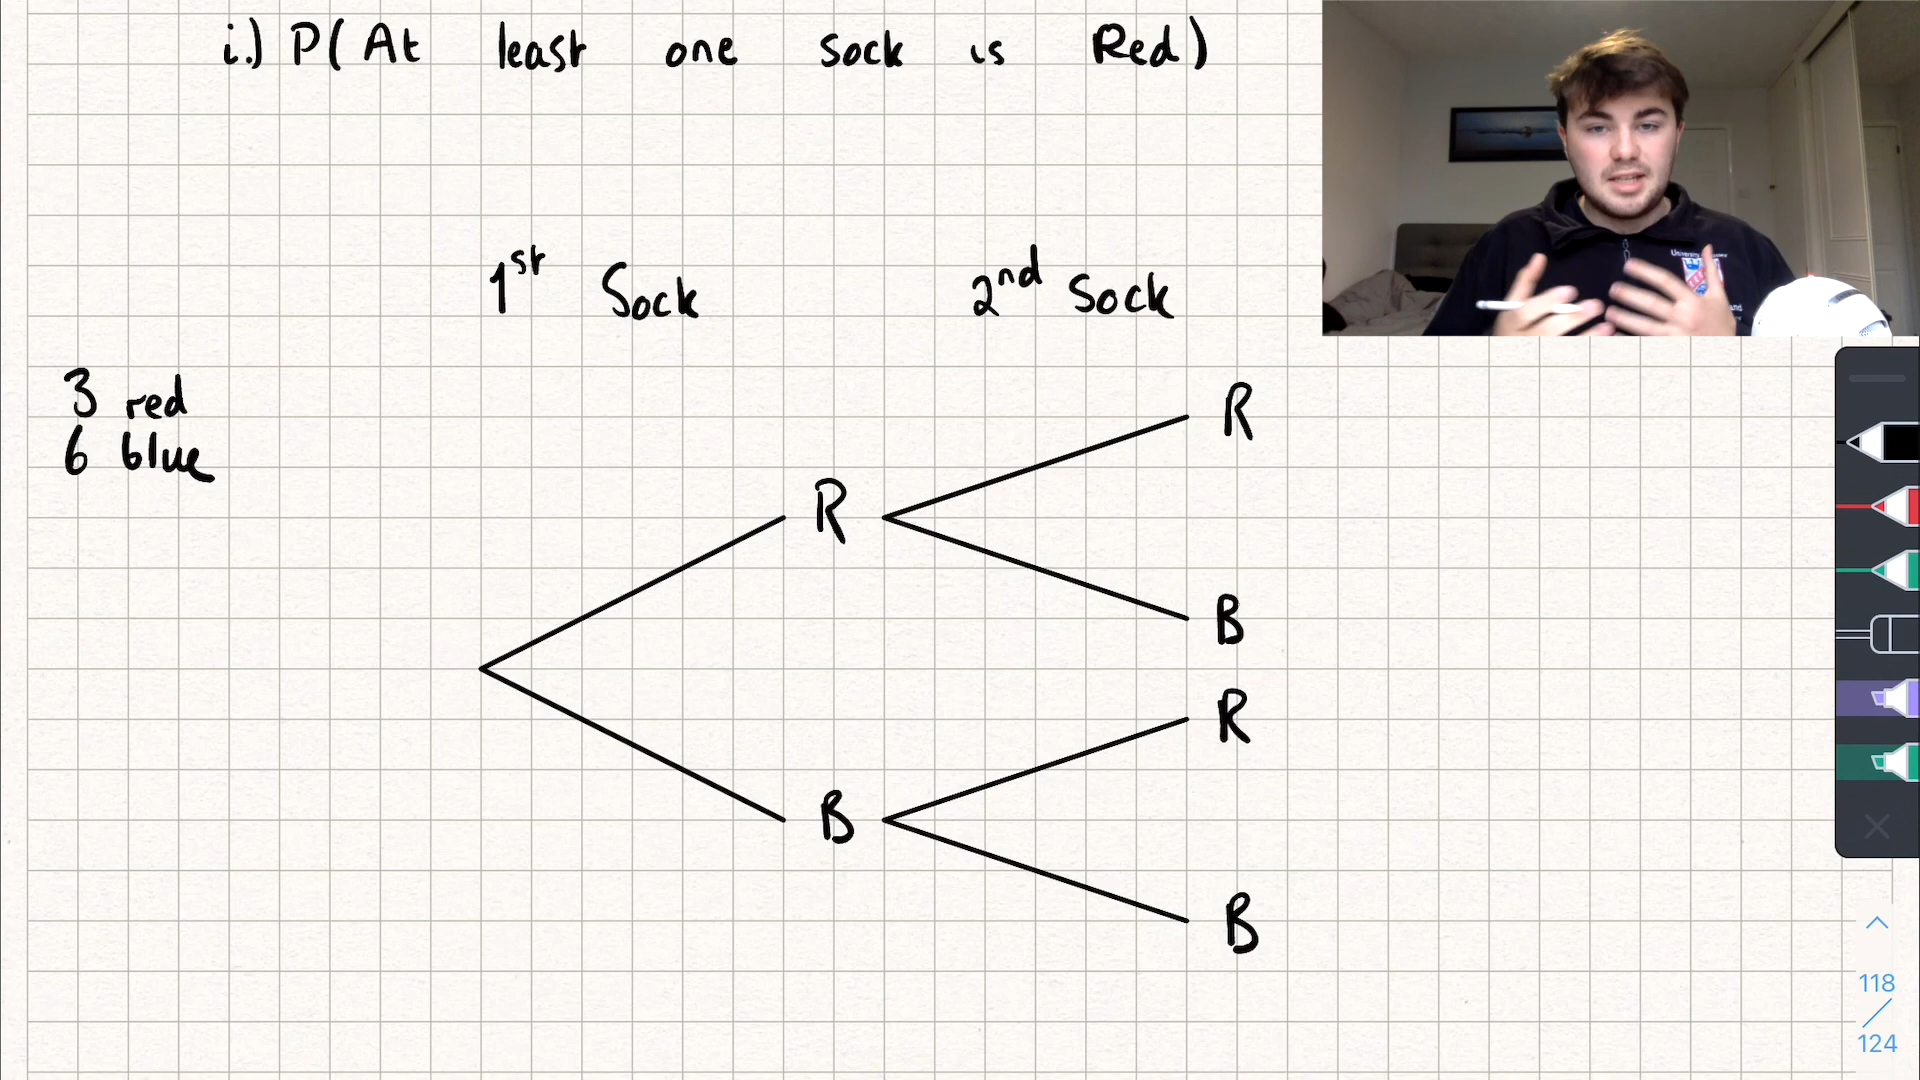 i.) P( At least one sock is Red)
1st Sock
2nd Sock
3 red
6 blue
R
R
B
R
B
B
118
124